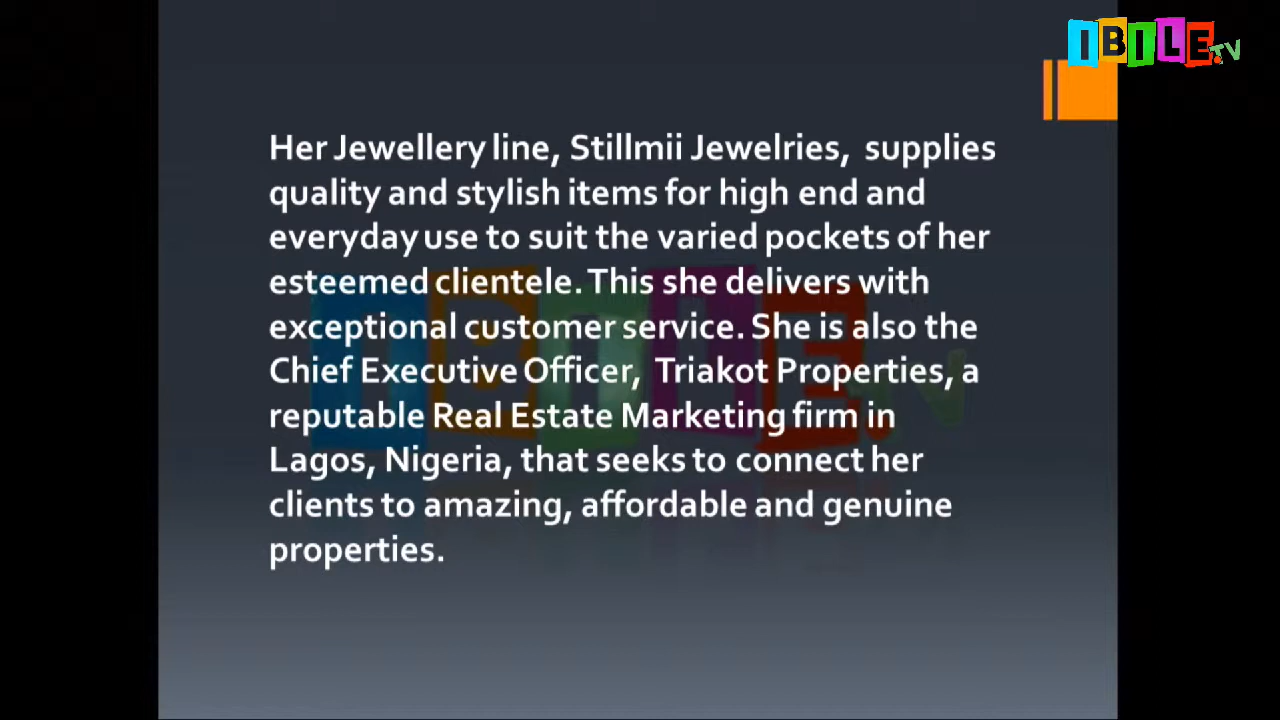 IBILE.TV
Her Jewellery line, Stillmii Jewelries, supplies
quality and stylish items for high end and
everyday use to suit the varied pockets of her
esteemed clientele. This she delivers with
exceptional customer service. She is also the
Chief Executive Officer, Triakot Properties, a
reputable Real Estate Marketing firm in
Lagos, Nigeria, that seeks to connect her
clients to amazing, affordable and genuine
properties.